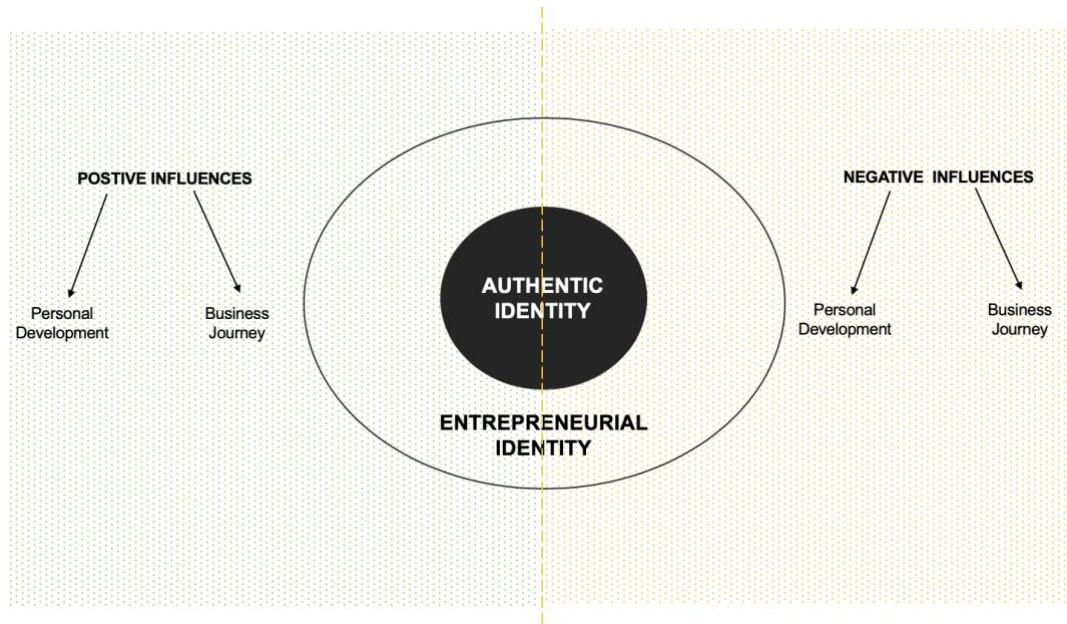 POSTIVE INFLUENCES
Personal
Development
Business
Journey
AUTHENTIC
IDENTITY
ENTREPRENEURIAL
IDENTITY
NEGATIVE INFLUENCES
Personal
Development
Business
Journey